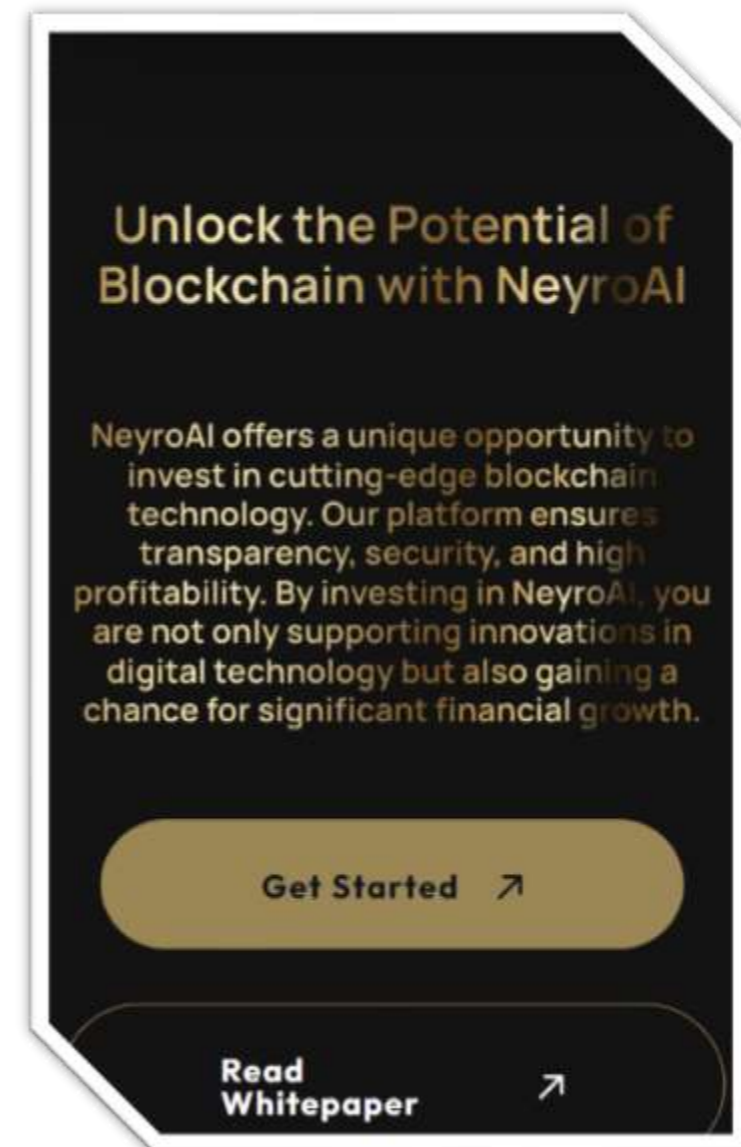 Unlock the Potential of
Blockchain with NeyroAI
NeyroAI offers a unique opportunity to
invest in cutting-edge blockchain
technology. Our platform ensures
transparency, security, and high
profitability. By investing in NeyroAI, you
are not only supporting innovations in
digital technology but also gaining a
chance for significant financial growth.
Get Started
Read
Whitepaper